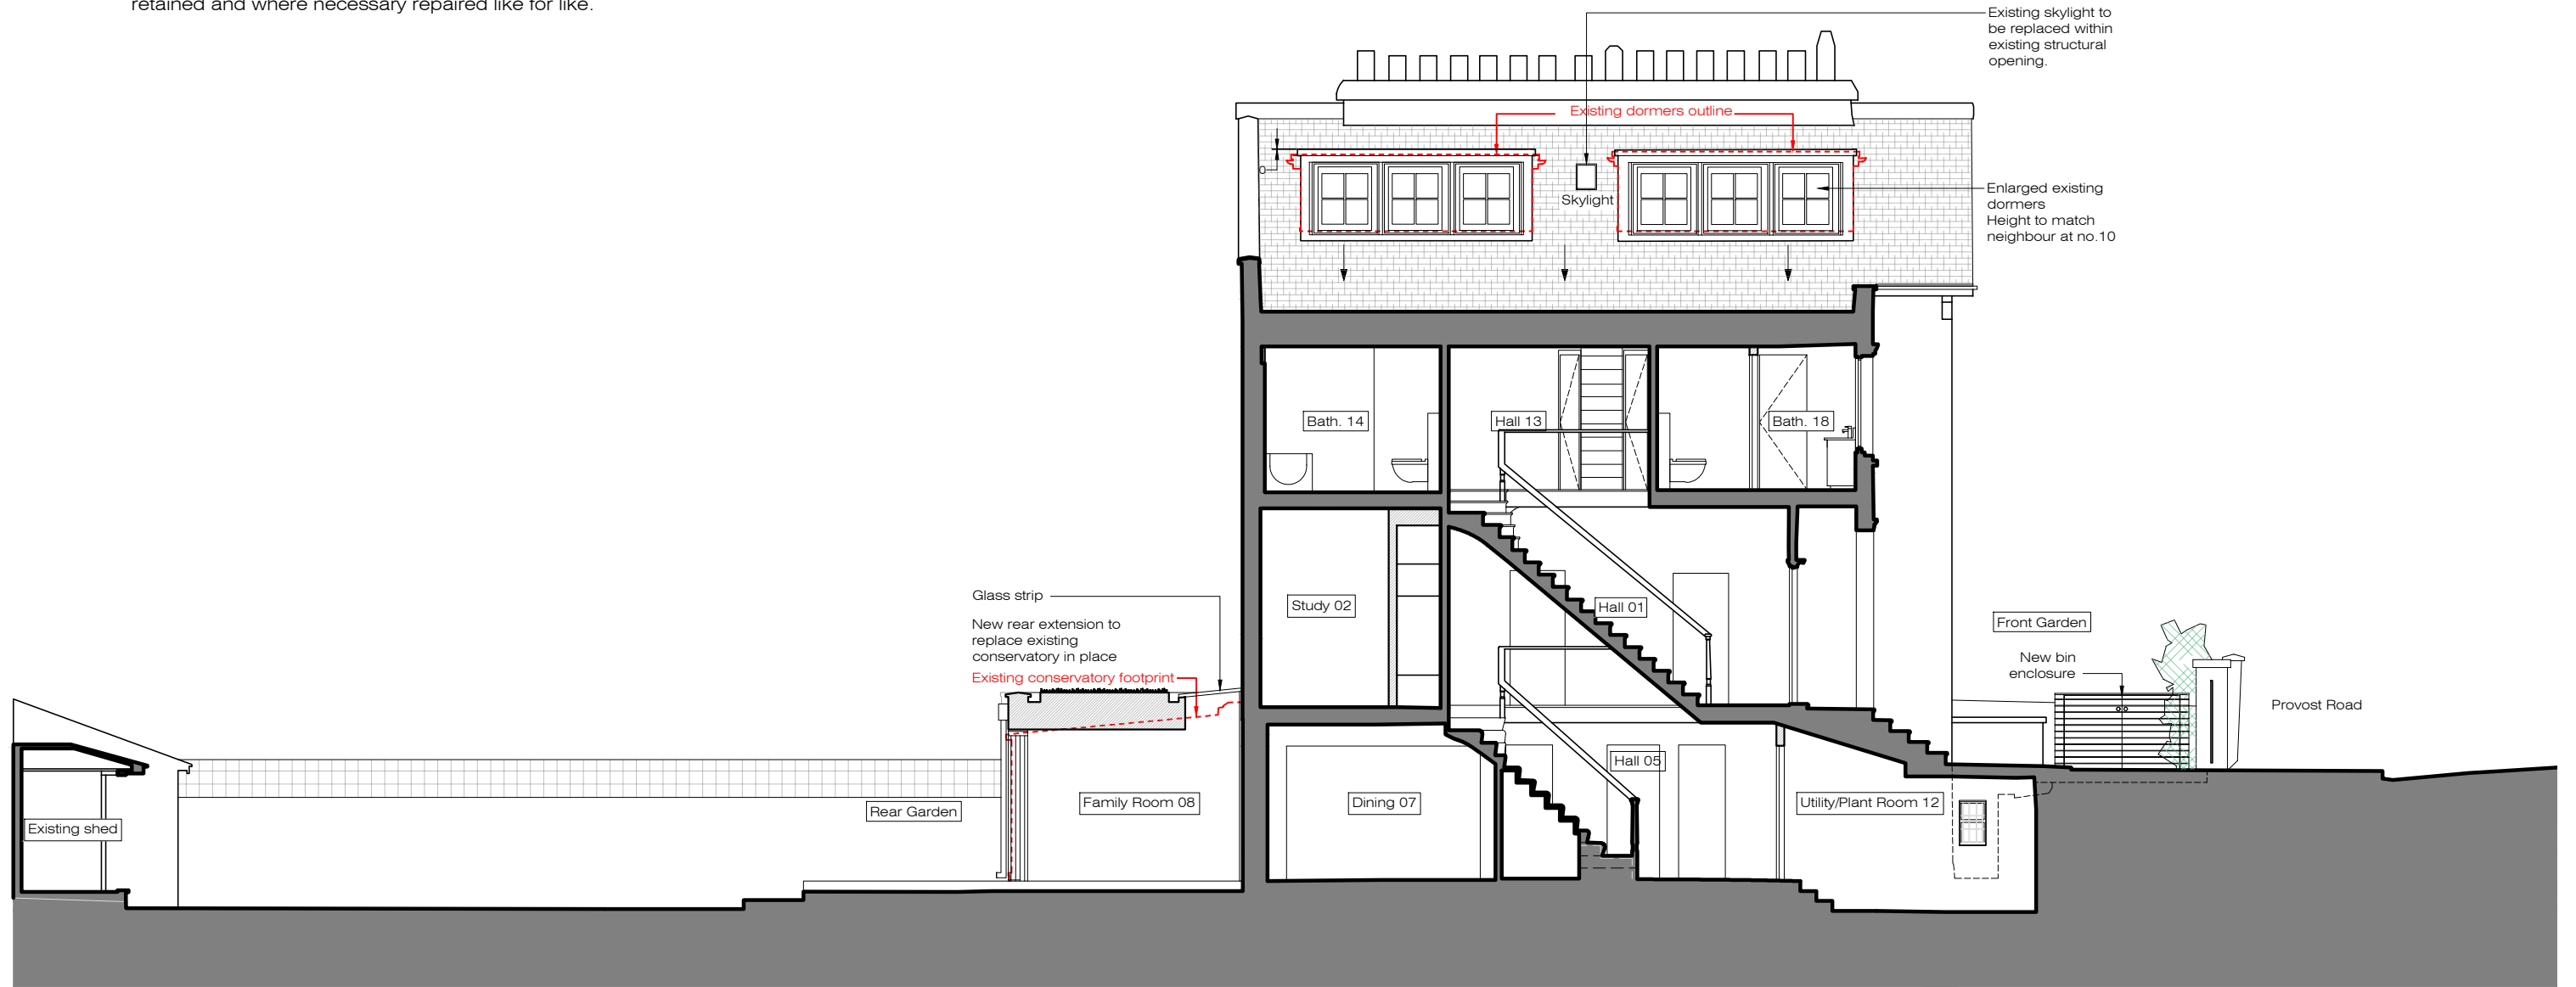 retained and where necessary repaired like for like.
Existing skylight to
be replaced within
existing structural
opening.
Existing dormers outline
0
Skylight
Enlarged existing
dormers
Height to match
neighbour at no.10
Bath. 14
Hall 13
Bath. 18
Glass strip
New rear extension to
replace existing
conservatory in place
Existing conservatory footprint
Study 02
Hall 01
Front Garden
New bin
enclosure
Provost Road
Existing shed
Rear Garden
Family Room 08
Dining 07
Hall 05
Utility/Plant Room 12